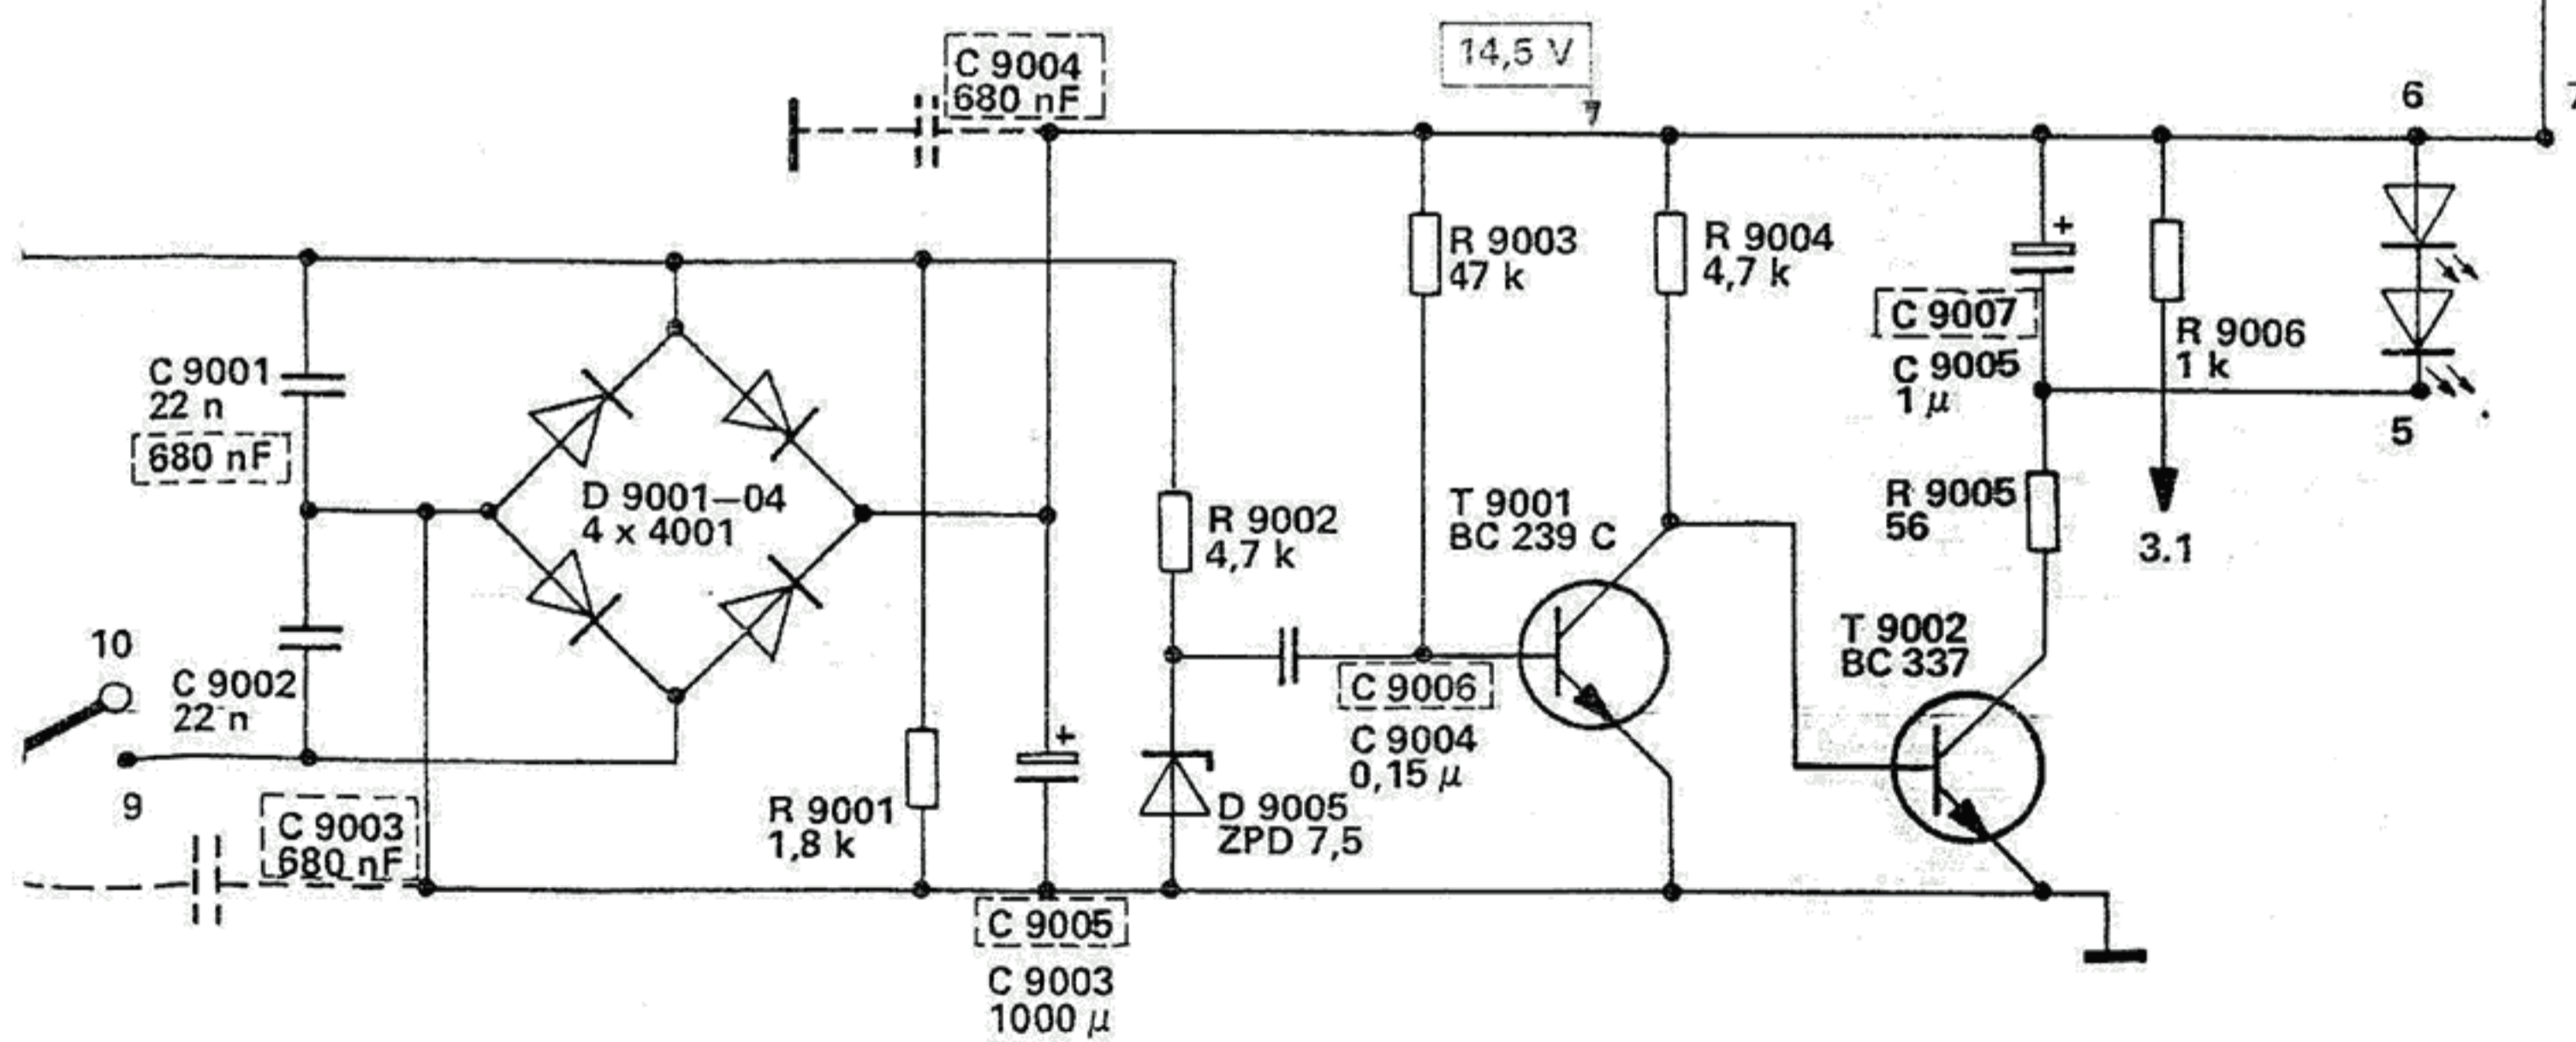 C 9004
680 nF
14,5 V
6
7
C 9001
22 n
680 nF
D 9001–04
4 x 4001
R 9003
47 k
R 9004
4,7 k
C 9007
C 9005
1 µ
R 9006
1 k
5
R 9002
4,7 k
T 9001
BC 239 C
R 9005
56
3.1
10
C 9002
22 n
9
C 9003
680 nF
R 9001
1,8 k
C 9006
C 9004
0,15 µ
T 9002
BC 337
D 9005
ZPD 7,5
C 9005
C 9003
1000 µ